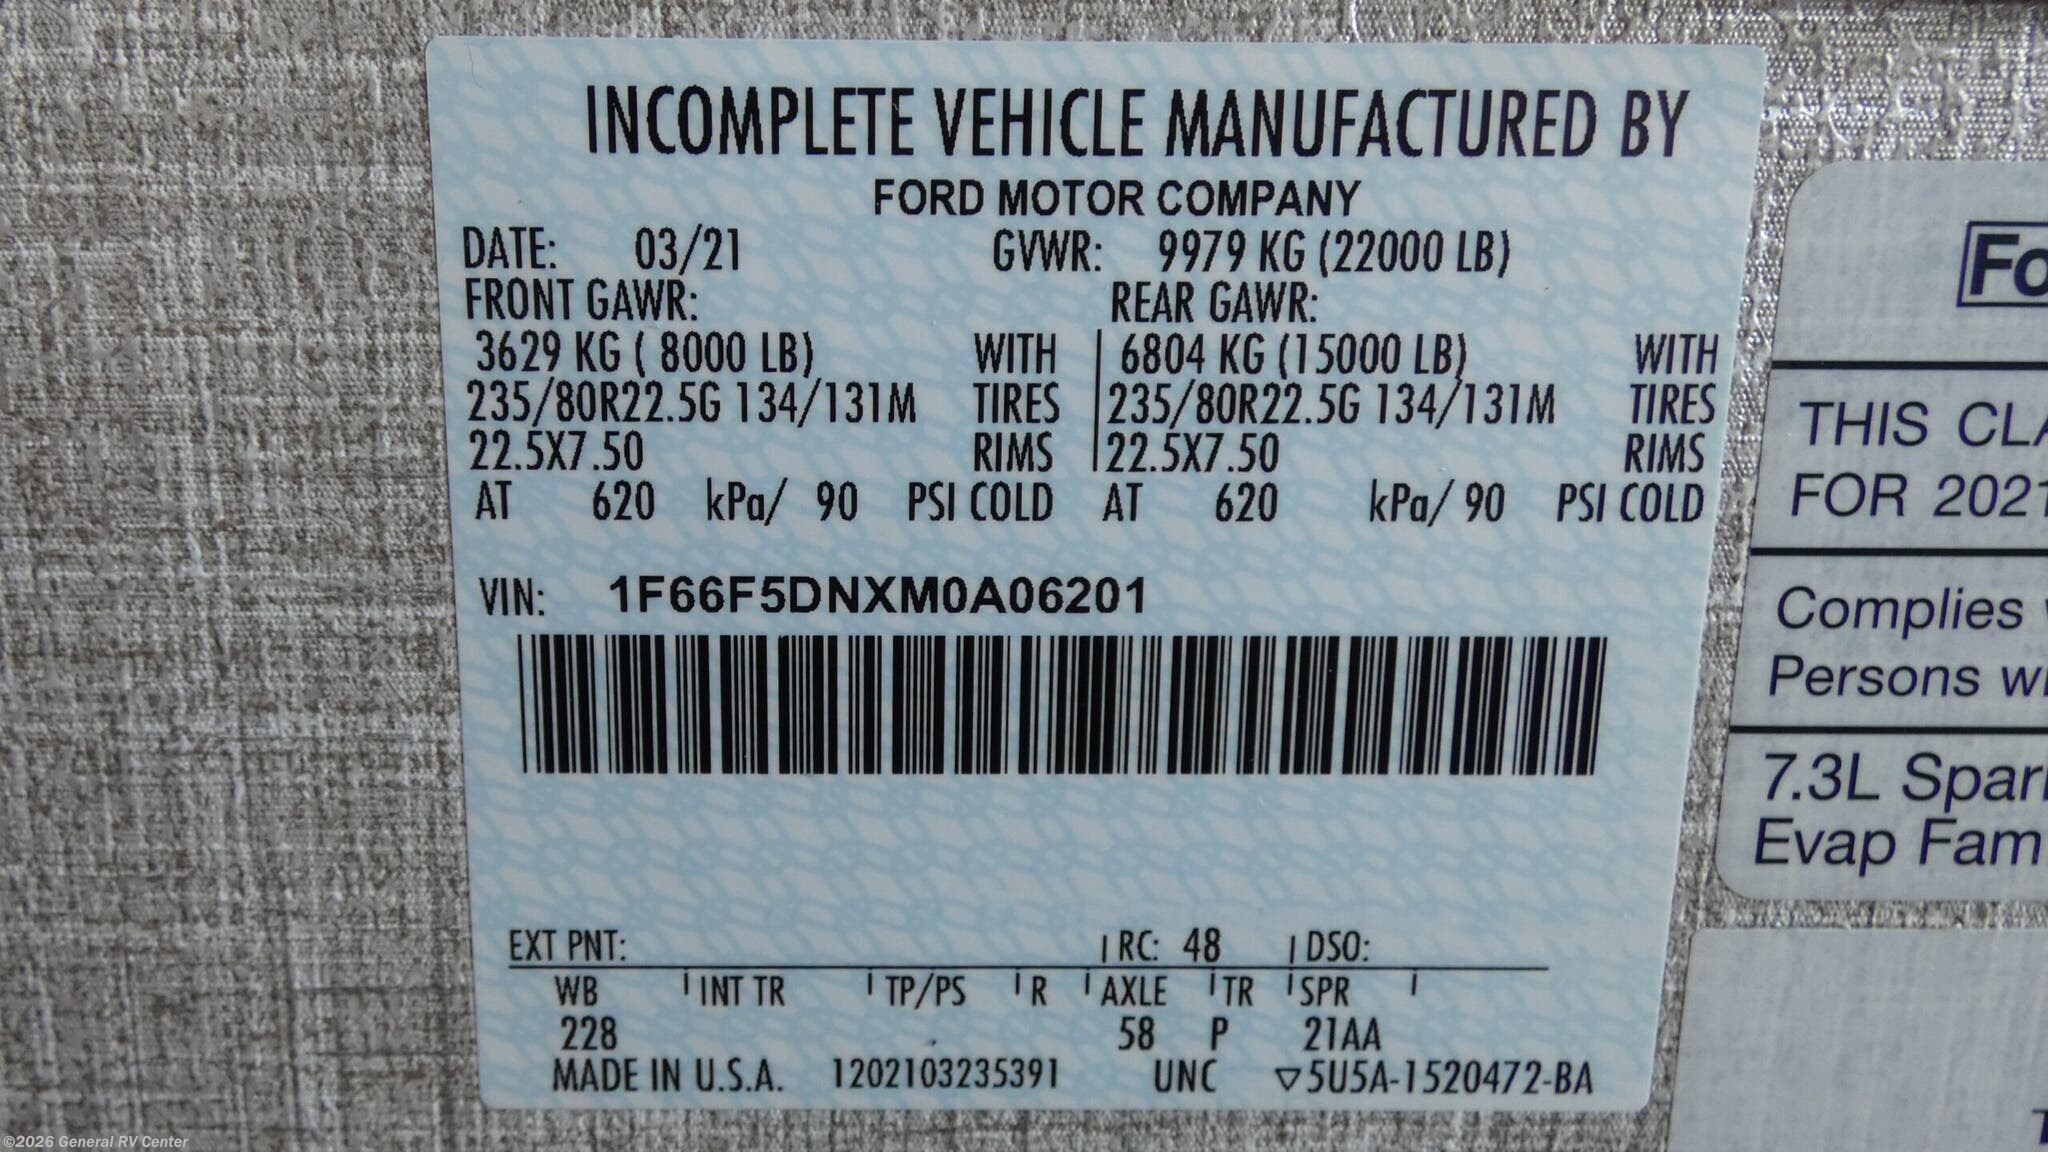 INCOMPLETE VEHICLE MANUFACTURED BY
FORD MOTOR COMPANY
DATE: 03/21 GVWR: 9979 KG (22000 LB)
FRONT GAWR: REAR GAWR:
3629 KG ( 8000 LB) WITH 6804 KG (15000 LB) WITH
235/80R22.5G 134/131M TIRES 235/80R22.5G 134/131M TIRES
22.5X7.50 RIMS 22.5X7.50 RIMS
AT 620 kPa/ 90 PSI COLD AT 620 kPa/ 90 PSI COLD
VIN: 1F66F5DNXM0A06201
EXT PNT: RC: 48 DSO:
WB INT TR TP/PS R AXLE TR SPR
228 58 P 21AA
MADE IN U.S.A. 1202103235391 UNC ▽5U5A-1520472-BA
THIS
FOR 2021
Complies
Persons
7.3L
Evap
©2026 General RV Center